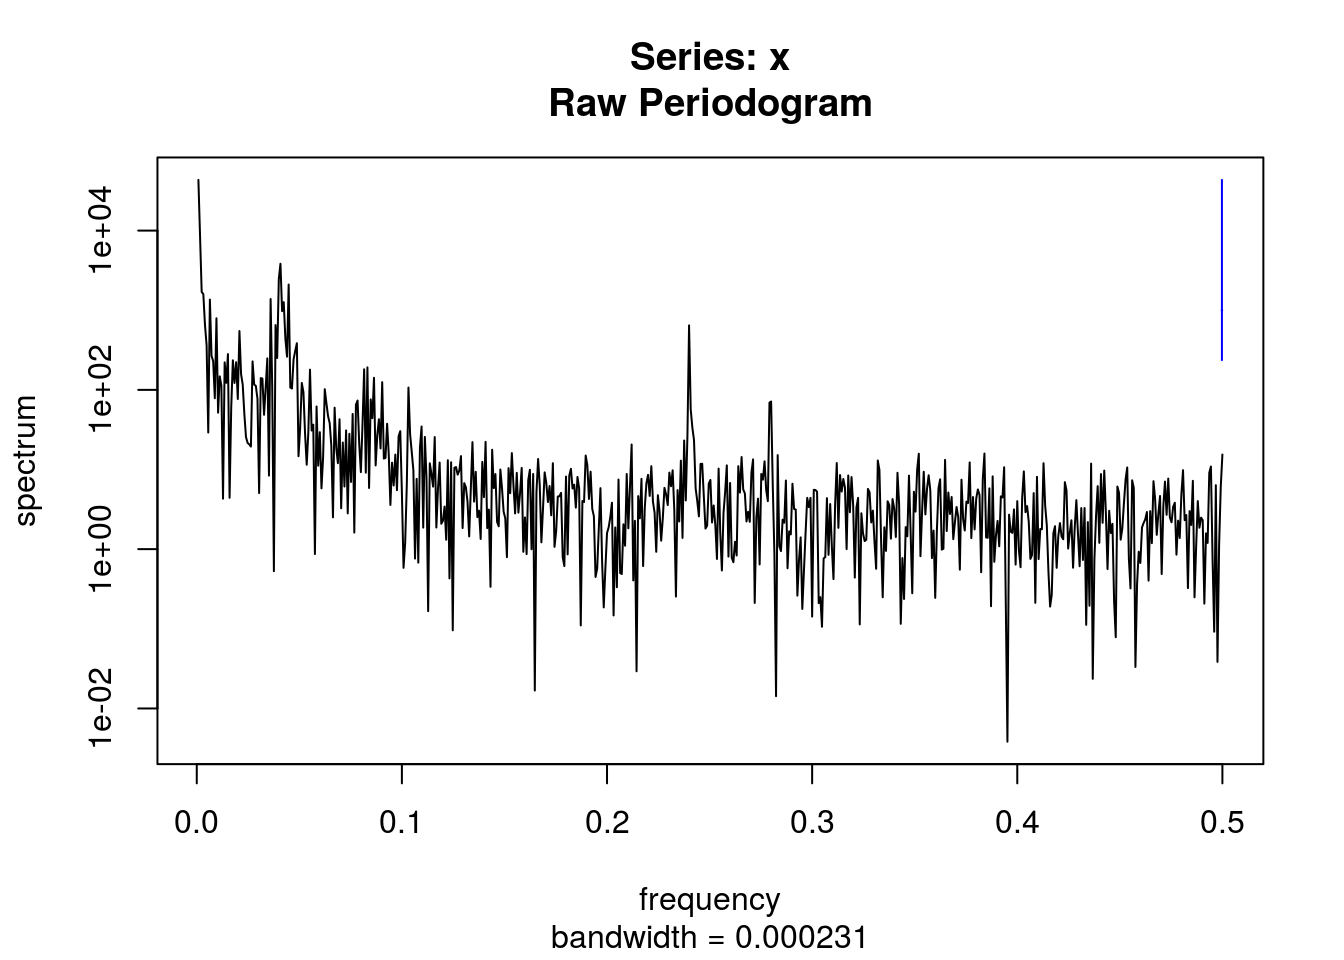 Series: x
Raw Periodogram
spectrum
1e+04
1e+02
1e+00
1e-02
0.0 0.1 0.2 0.3 0.4 0.5
frequency
bandwidth = 0.000231